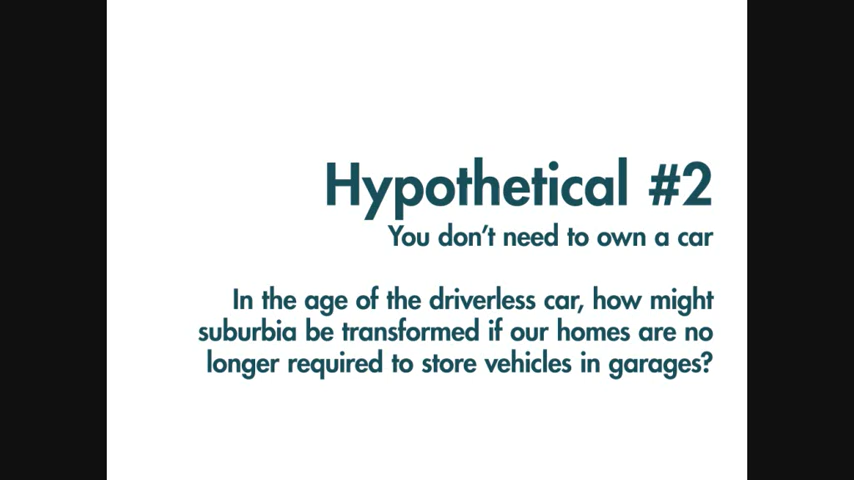 Hypothetical #2
You don't need to own a car
In the age of the driverless car, how might
suburbia be transformed if our homes are no
longer required to store vehicles in garages?